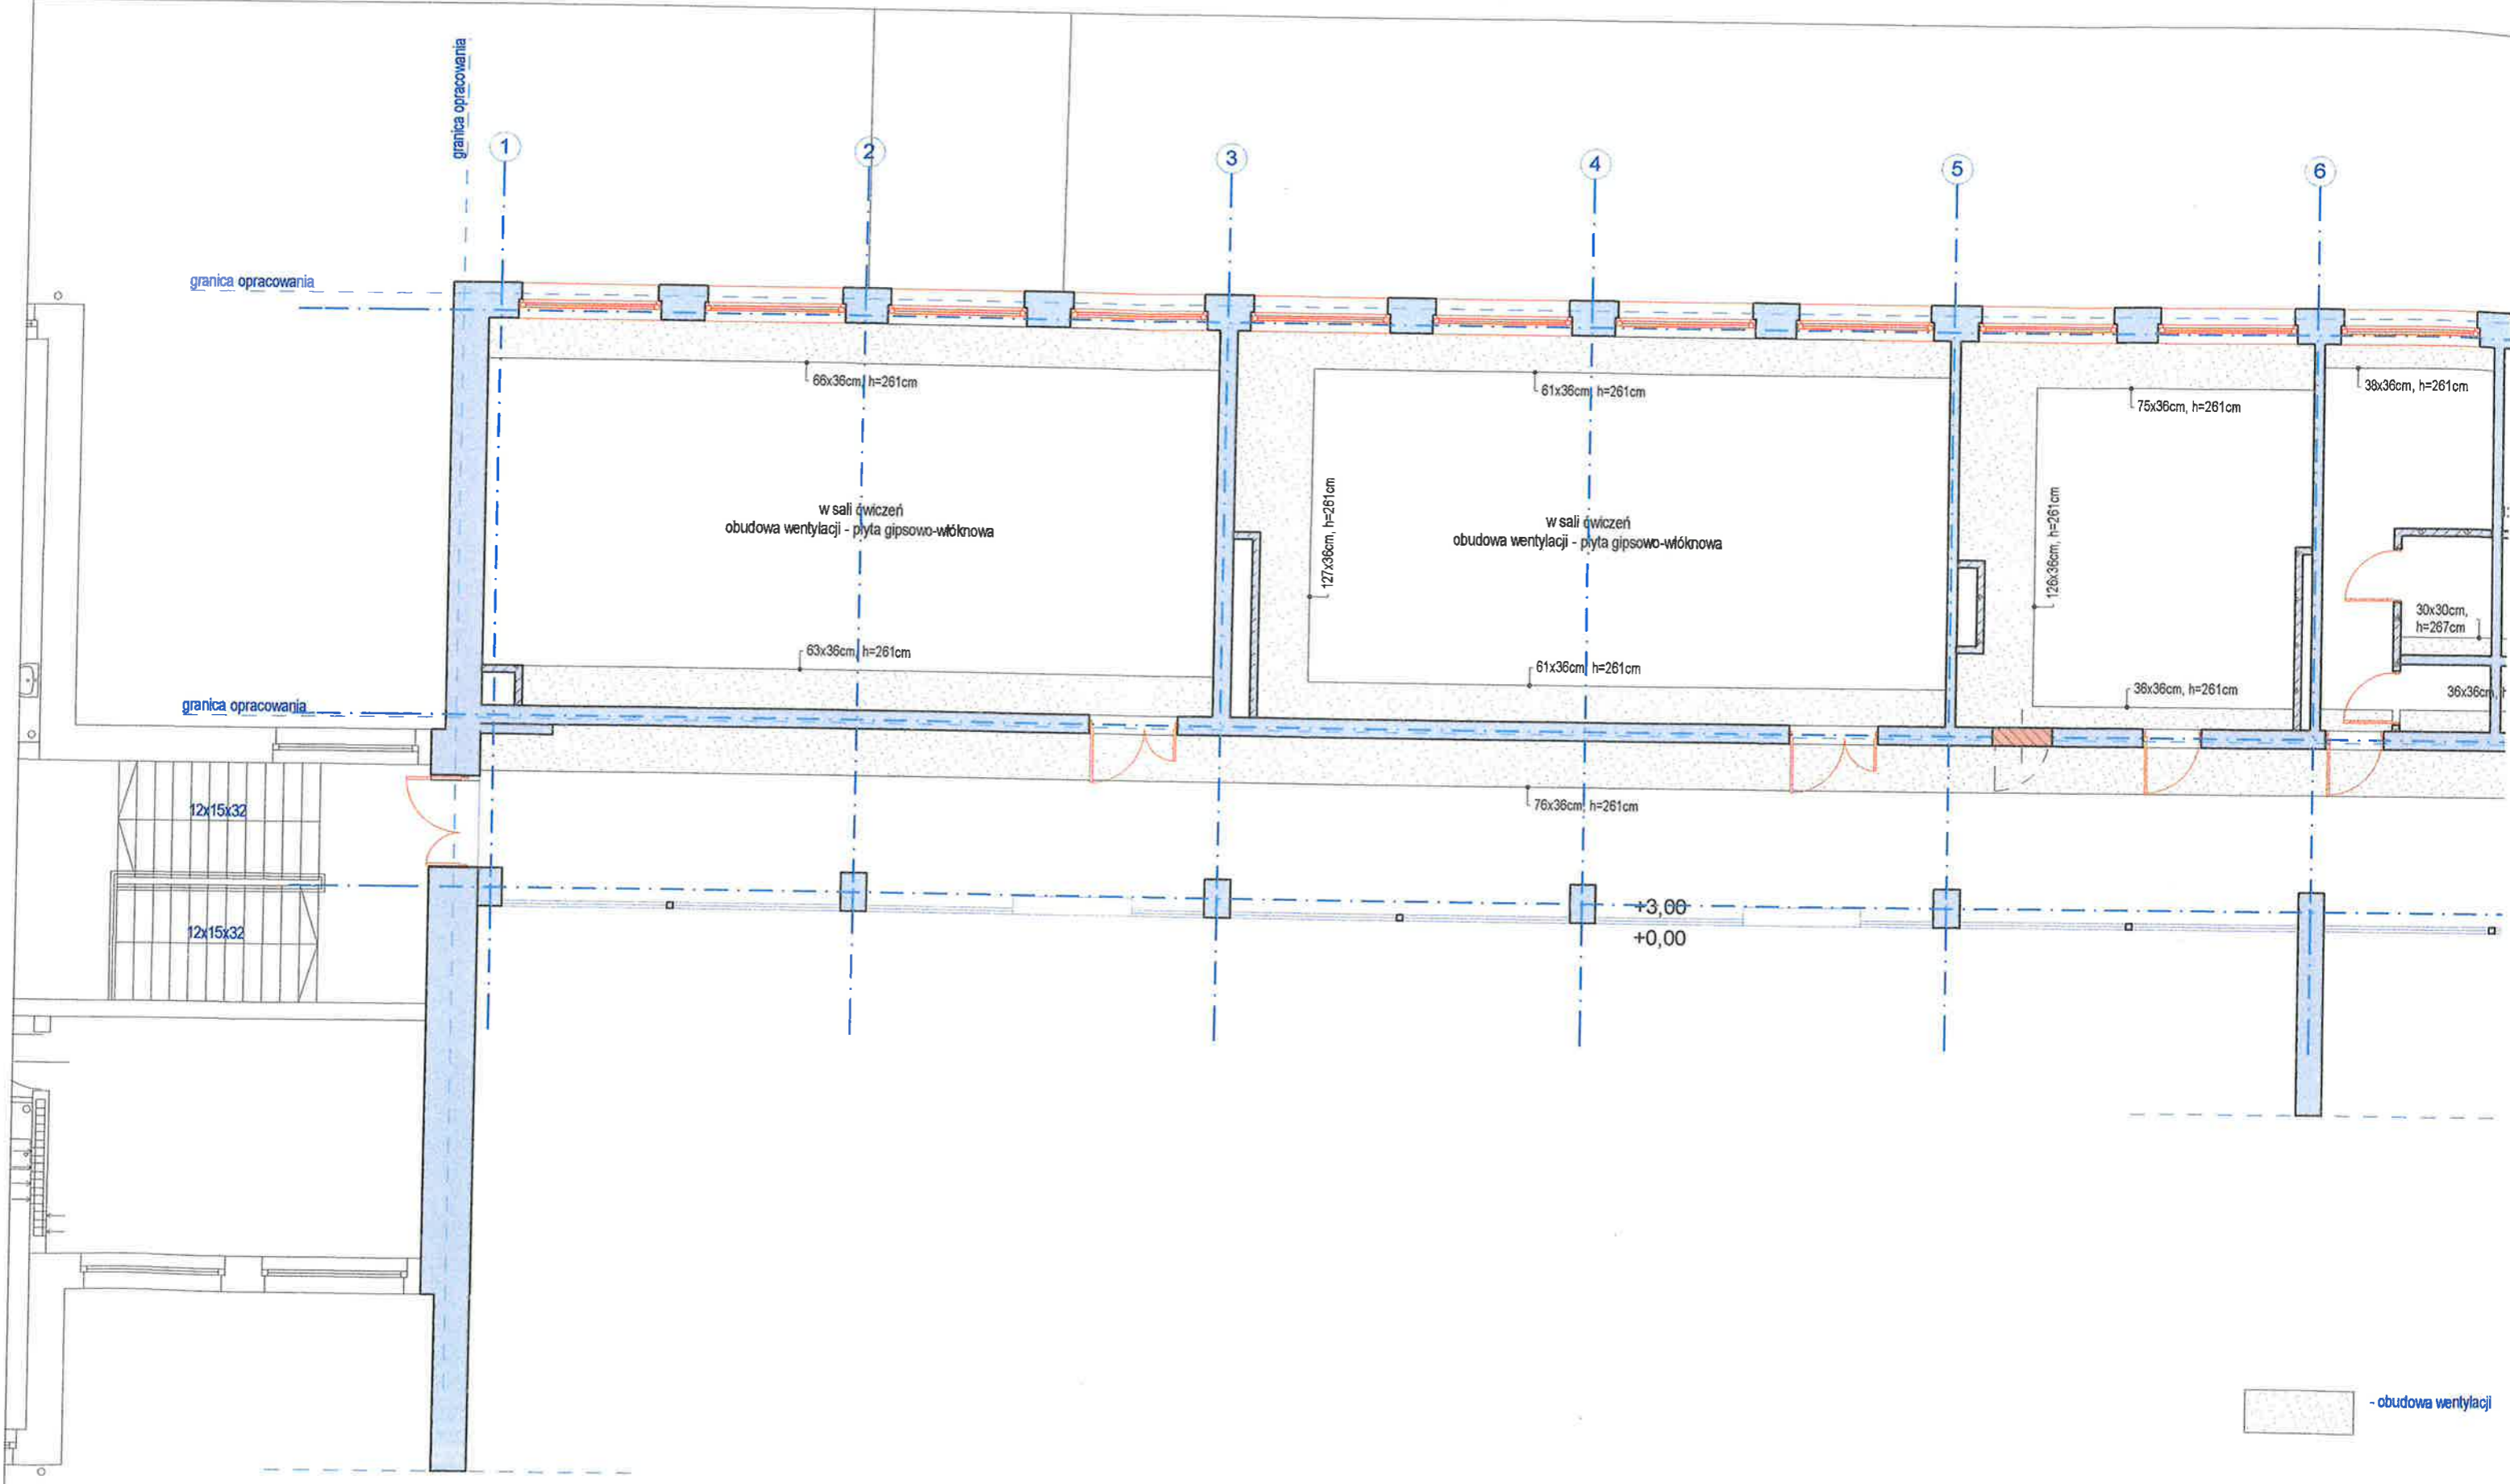 granica opracowania
1
2
3
4
5
6
granica opracowania
66x36cm, h=261cm
61x36cm, h=261cm
75x36cm, h=261cm
38x36cm, h=261cm
w sali ćwiczeń
obudowa wentylacji - płyta gipsowo-włóknowa
127x36cm, h=261cm
w sali ćwiczeń
obudowa wentylacji - płyta gipsowo-włóknowa
126x36cm, h=261cm
30x30cm,
h=267cm
63x36cm, h=261cm
61x36cm, h=261cm
36x36cm, h=261cm
36x36cm, h
granica opracowania
12x15x32
76x36cm, h=261cm
12x15x32
+3,00
+0,00
- obudowa wentylacji